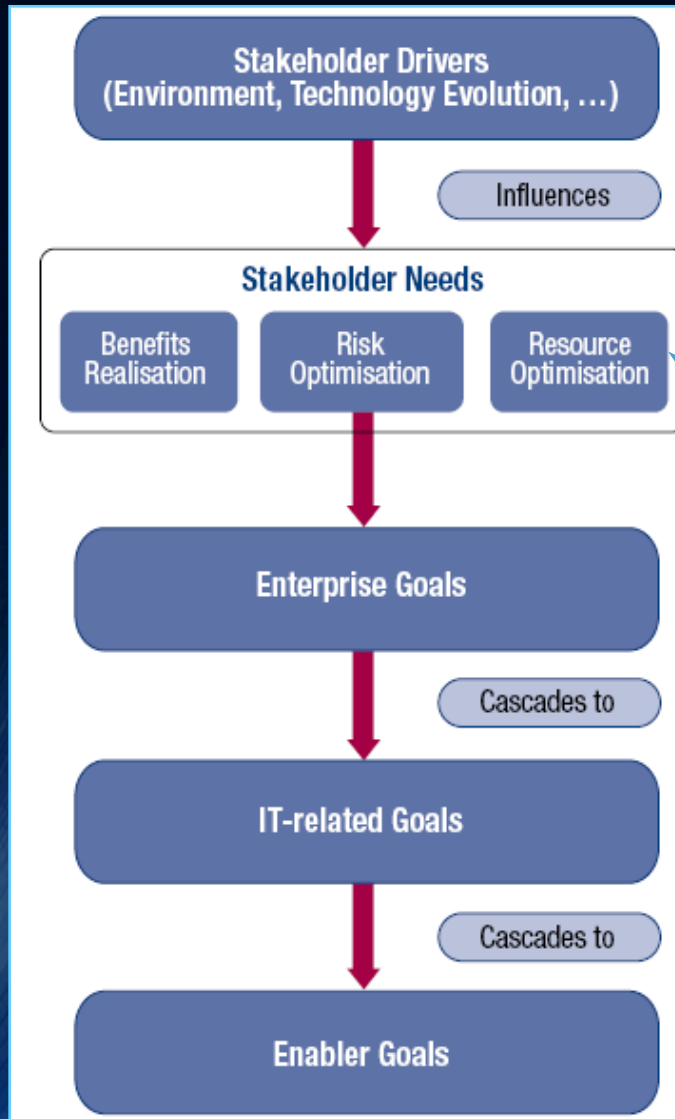 Stakeholder Drivers
(Environment, Technology Evolution, …)
Influences
Stakeholder Needs
Benefits
Realisation
Risk
Optimisation
Resource
Optimisation
Enterprise Goals
Cascades to
IT-related Goals
Cascades to
Enabler Goals